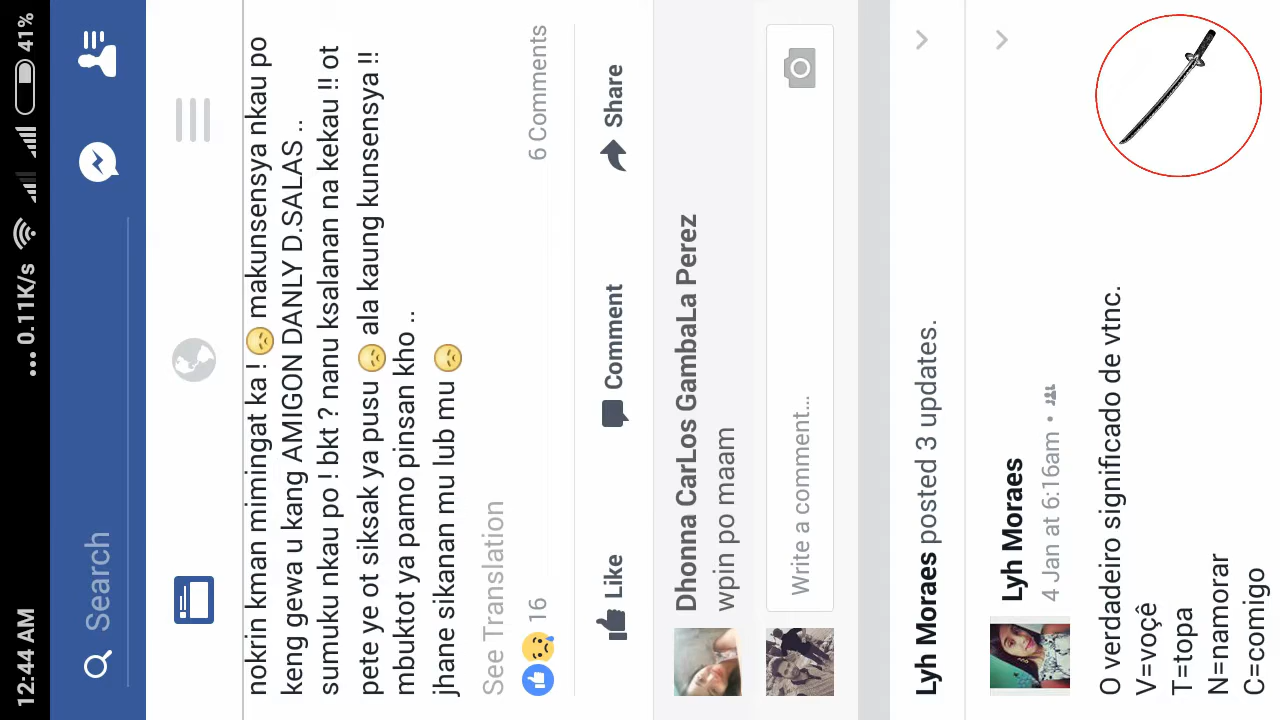 12:44 AM ... 0.11K/s 41%
Search
nokrin kman mimingat ka ! makunsensya nkau po
keng gewa u kang AMIGON DANLY D.SALAS ..
sumuku nkau po ! bkt ? nanu ksalanan na kekau !! ot
pete ye ot siksak ya pusu ala kaung kunsensya !!
mbuktot ya pamo pinsan kho ..
jhane sikanan mu lub mu
See Translation
16 6 Comments
Like Comment Share
Dhonna CarLos GambaLa Perez
wpin po maam
Write a comment...
Lyh Moraes posted 3 updates.
Lyh Moraes
4 Jan at 6:16am •
O verdadeiro significado de vtnc.
V=voçê
T=topa
N=namorar
C=comigo